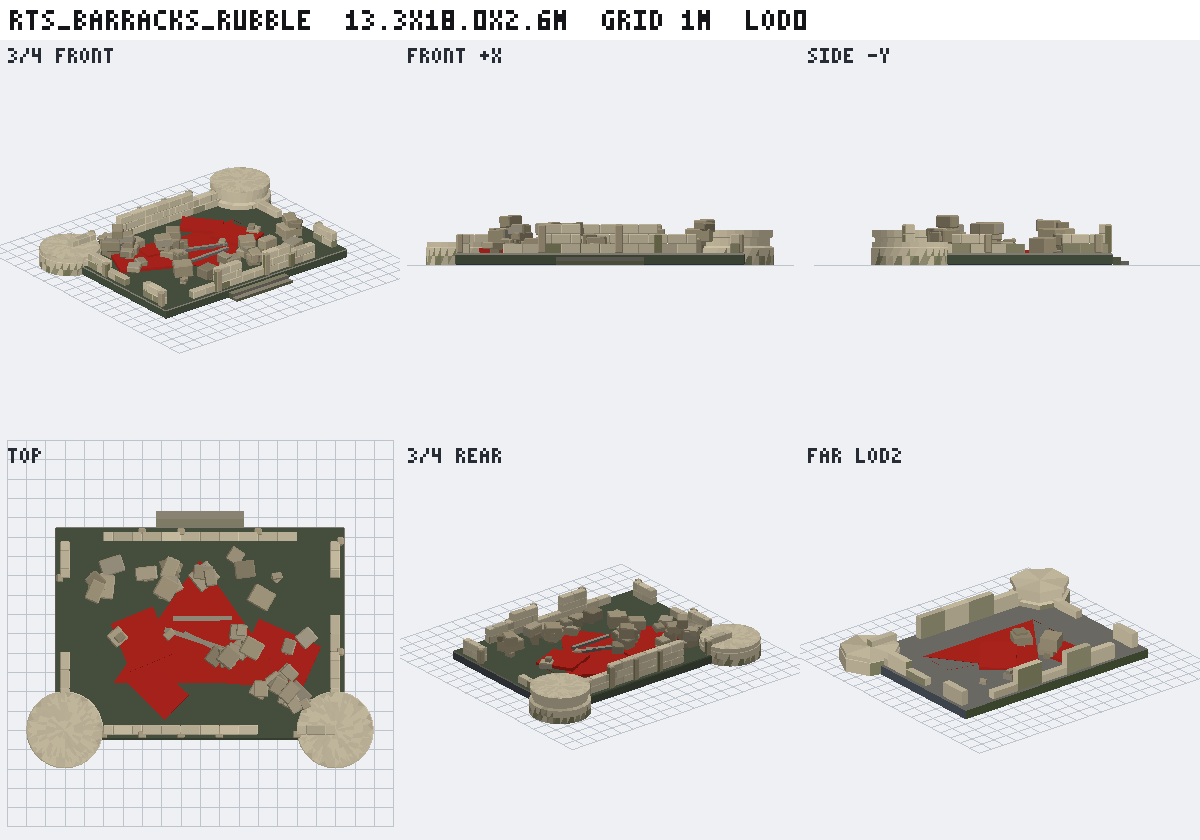 RTS_BARRACKS_RUBBLE 13.3X18.0X2.6M GRID 1M LOD0
3/4 FRONT
FRONT +X
SIDE -Y
TOP
3/4 REAR
FAR LOD2